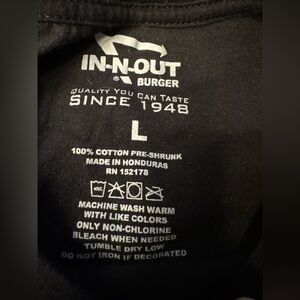 IN-N-OUT
® BURGER
QUALITY YOU CAN TASTE
SINCE 1948
L
100% COTTON PRE-SHRUNK
MADE IN HONDURAS
RN 152178
MACHINE WASH WARM
WITH LIKE COLORS
ONLY NON-CHLORINE
BLEACH WHEN NEEDED
TUMBLE DRY LOW
DO NOT IRON IF DECORATED